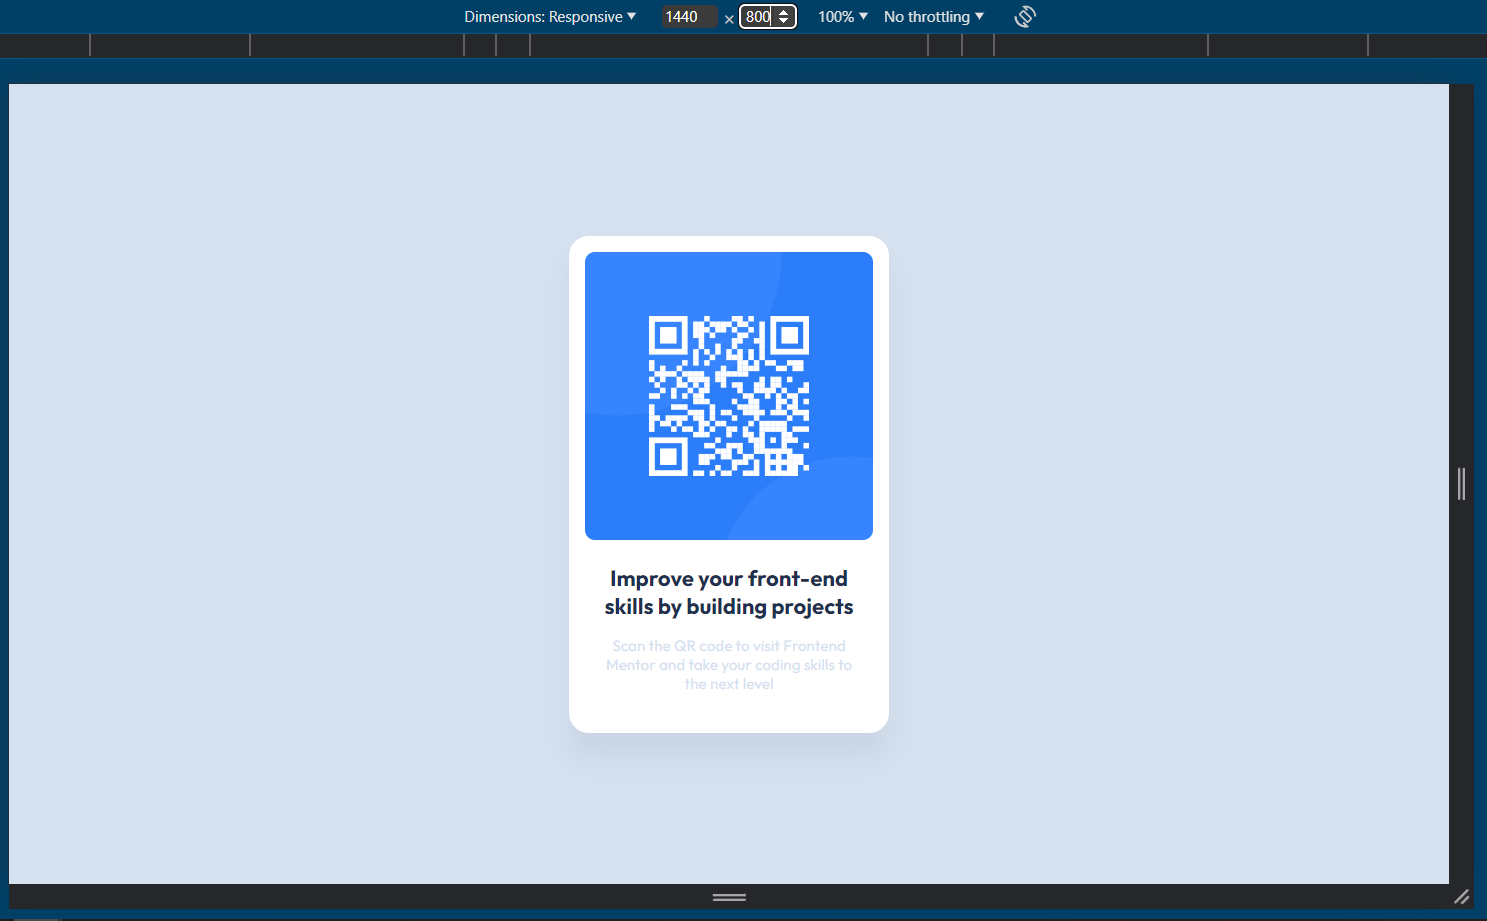 Dimensions: Responsive ▼ 1440 × 800 100% ▼ No throttling ▼
Improve your front-end
skills by building projects
Scan the QR code to visit Frontend
Mentor and take your coding skills to
the next level